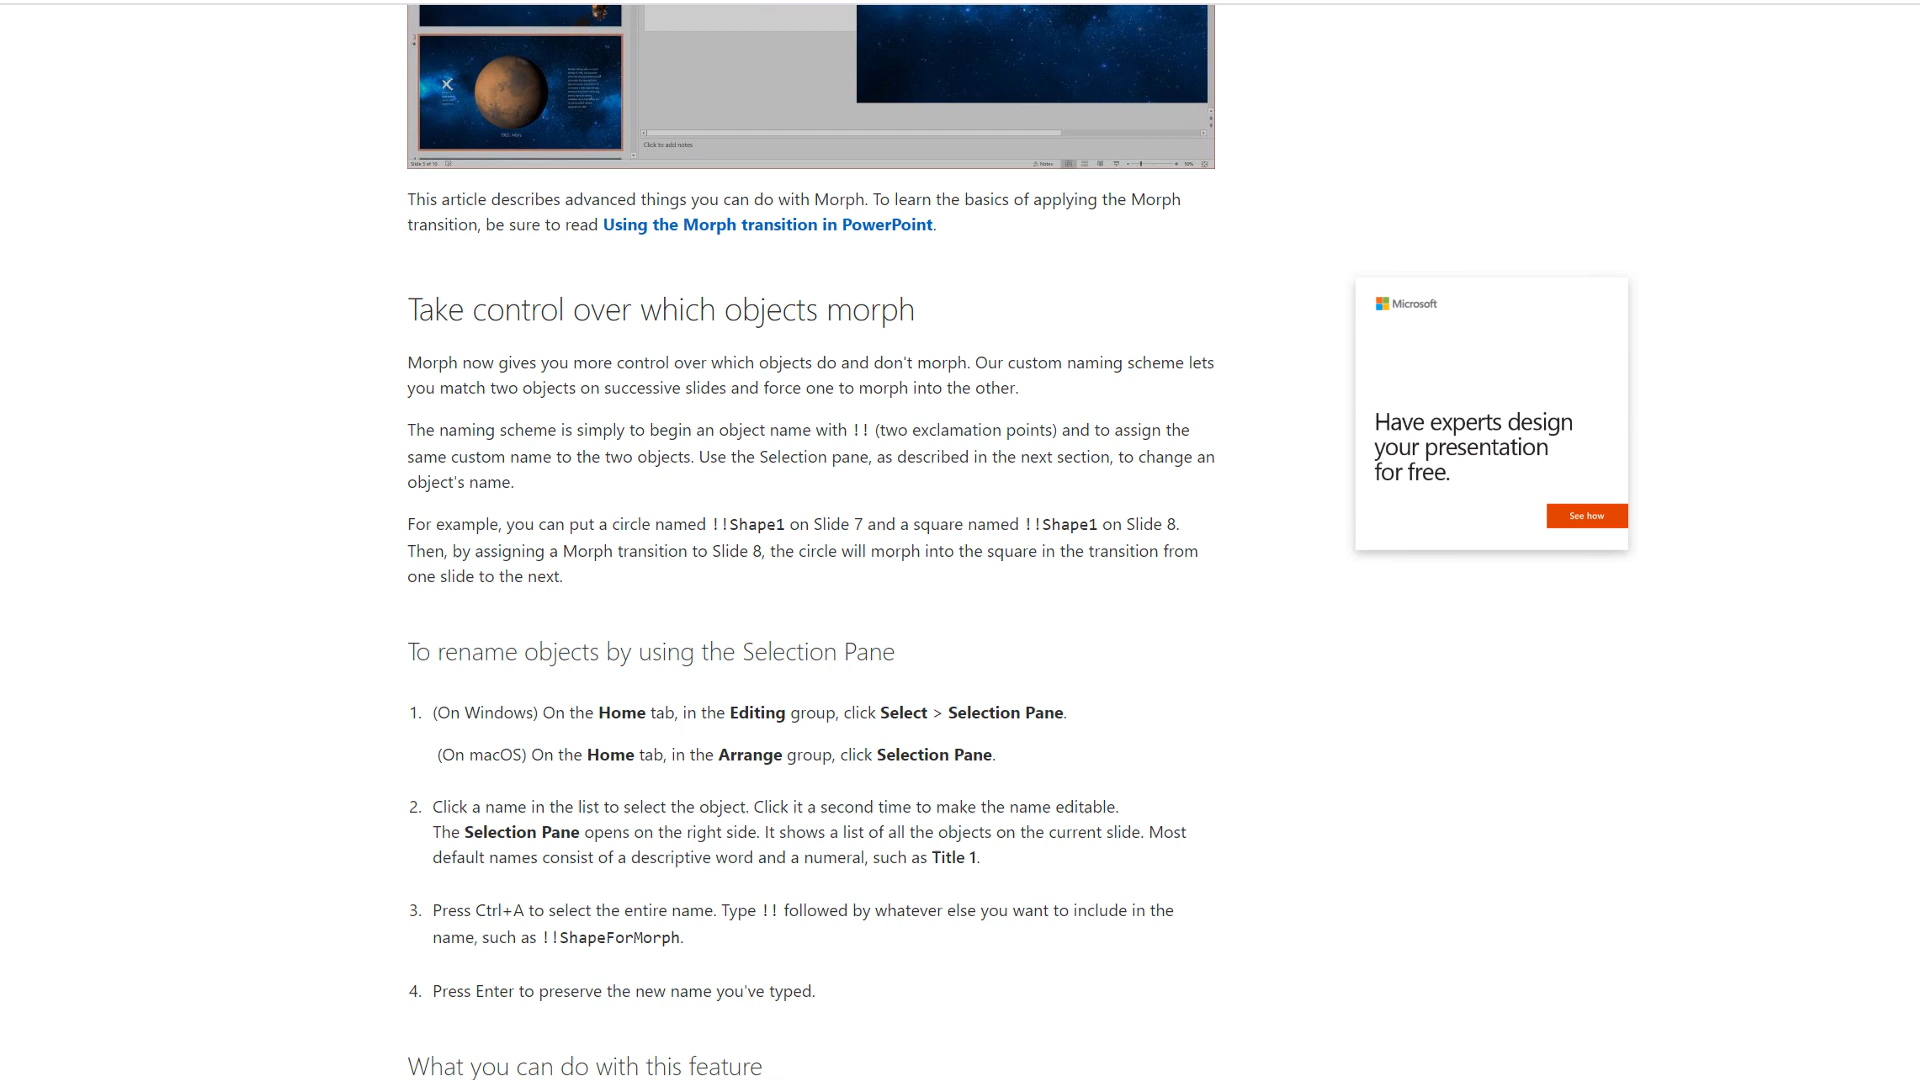 Click to add notes
Slide 5 of 10
Notes
50%
This article describes advanced things you can do with Morph. To learn the basics of applying the Morph
transition, be sure to read Using the Morph transition in PowerPoint.
Take control over which objects morph
Morph now gives you more control over which objects do and don't morph. Our custom naming scheme lets
you match two objects on successive slides and force one to morph into the other.
The naming scheme is simply to begin an object name with !! (two exclamation points) and to assign the
same custom name to the two objects. Use the Selection pane, as described in the next section, to change an
object's name.
For example, you can put a circle named !!Shape1 on Slide 7 and a square named !!Shape1 on Slide 8.
Then, by assigning a Morph transition to Slide 8, the circle will morph into the square in the transition from
one slide to the next.
To rename objects by using the Selection Pane
1. (On Windows) On the Home tab, in the Editing group, click Select > Selection Pane.
(On macOS) On the Home tab, in the Arrange group, click Selection Pane.
2. Click a name in the list to select the object. Click it a second time to make the name editable.
The Selection Pane opens on the right side. It shows a list of all the objects on the current slide. Most
default names consist of a descriptive word and a numeral, such as Title 1.
3. Press Ctrl+A to select the entire name. Type !! followed by whatever else you want to include in the
name, such as !!ShapeForMorph.
4. Press Enter to preserve the new name you've typed.
What you can do with this feature
Microsoft
Have experts design
your presentation
for free.
See how